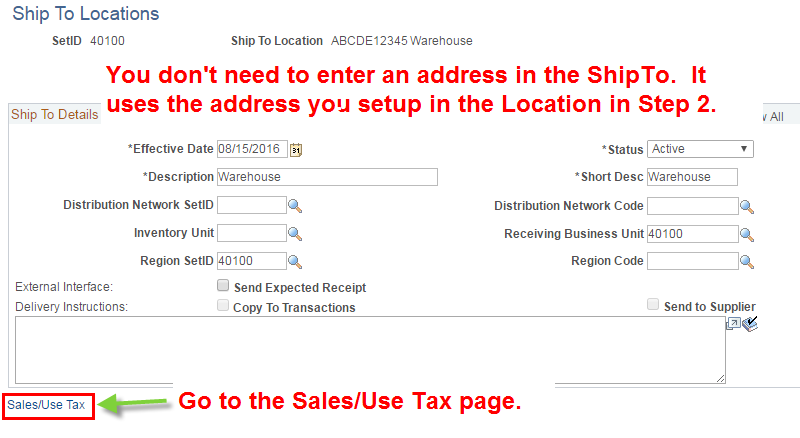 Ship To Locations
SetID 40100 Ship To Location ABCDE12345 Warehouse
You don't need to enter an address in the ShipTo. It
uses the address you setup in the Location in Step 2.
Ship To Details All
*Effective Date 08/15/2016 31 *Status Active
*Description Warehouse *Short Desc Warehouse
Distribution Network SetID Distribution Network Code
Inventory Unit Receiving Business Unit 40100
Region SetID 40100 Region Code
External Interface: Send Expected Receipt
Delivery Instructions: Copy To Transactions Send to Supplier
Sales/Use Tax Go to the Sales/Use Tax page.